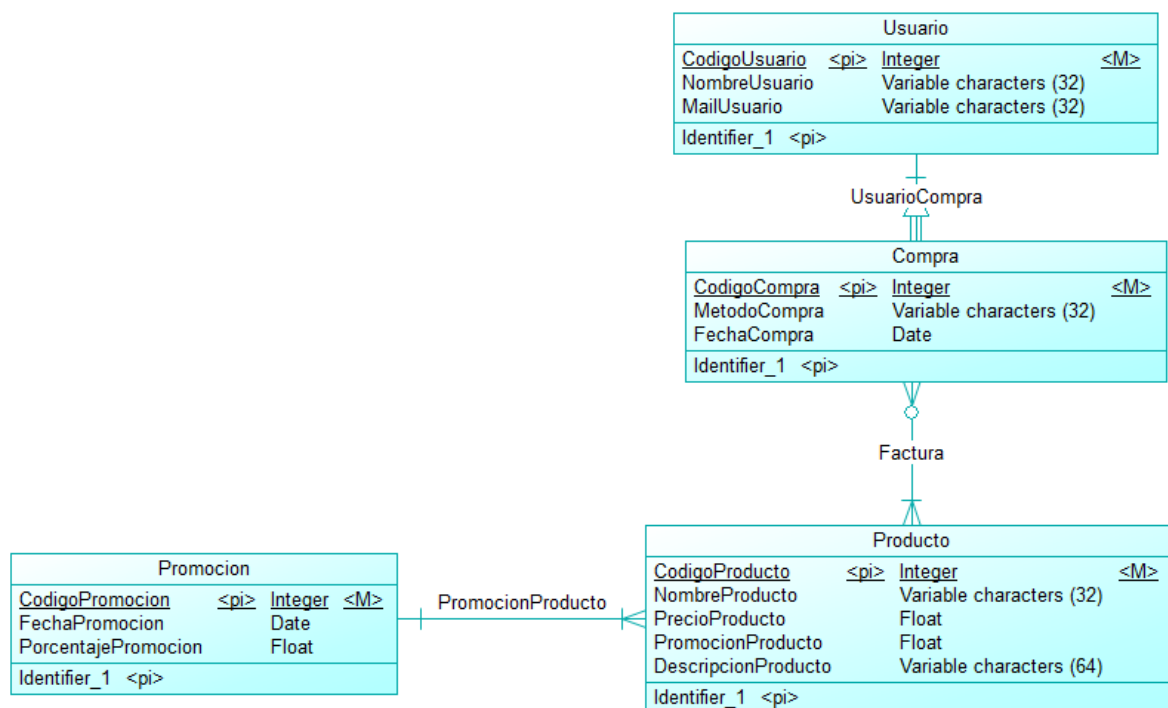 Usuario
CodigoUsuario <pi> Integer <M>
NombreUsuario Variable characters (32)
MailUsuario Variable characters (32)
Identifier_1 <pi>
UsuarioCompra
Compra
CodigoCompra <pi> Integer <M>
MetodoCompra Variable characters (32)
FechaCompra Date
Identifier_1 <pi>
Factura
Producto
CodigoProducto <pi> Integer <M>
NombreProducto Variable characters (32)
PrecioProducto Float
PromocionProducto Float
DescripcionProducto Variable characters (64)
Identifier_1 <pi>
PromocionProducto
Promocion
CodigoPromocion <pi> Integer <M>
FechaPromocion Date
PorcentajePromocion Float
Identifier_1 <pi>